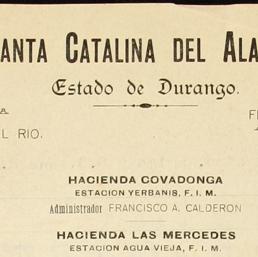 ANTA CATALINA DEL ALA
Estado de Durango.
L RIO.
HACIENDA COVADONGA
ESTACION YERBANIS, F. I. M.
Administrador FRANCISCO A. CALDERON
HACIENDA LAS MERCEDES
ESTACION AGUA VIEJA, F. I. M.